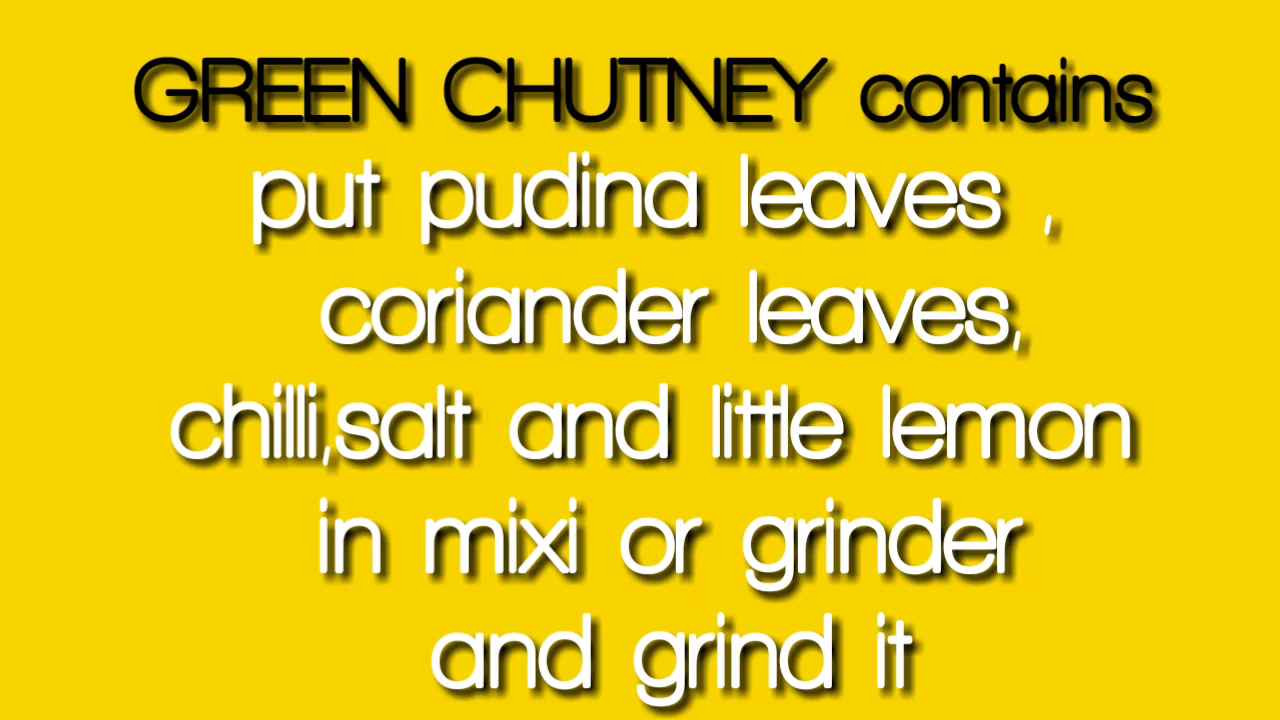 GREEN CHUTNEY contains
put pudina leaves ,
coriander leaves,
chilli,salt and little lemon
in mixi or grinder
and grind it